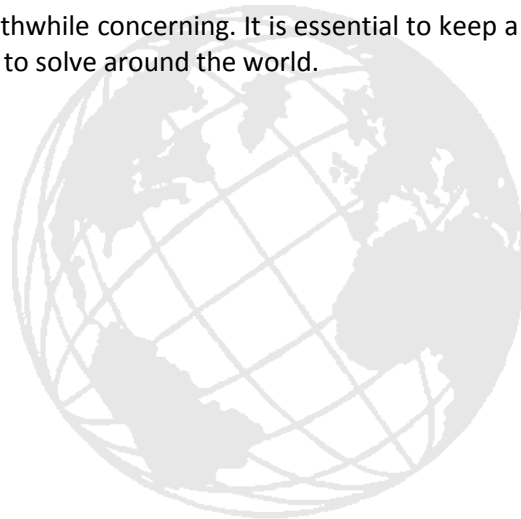 thwhile concerning. It is essential to keep a
to solve around the world.